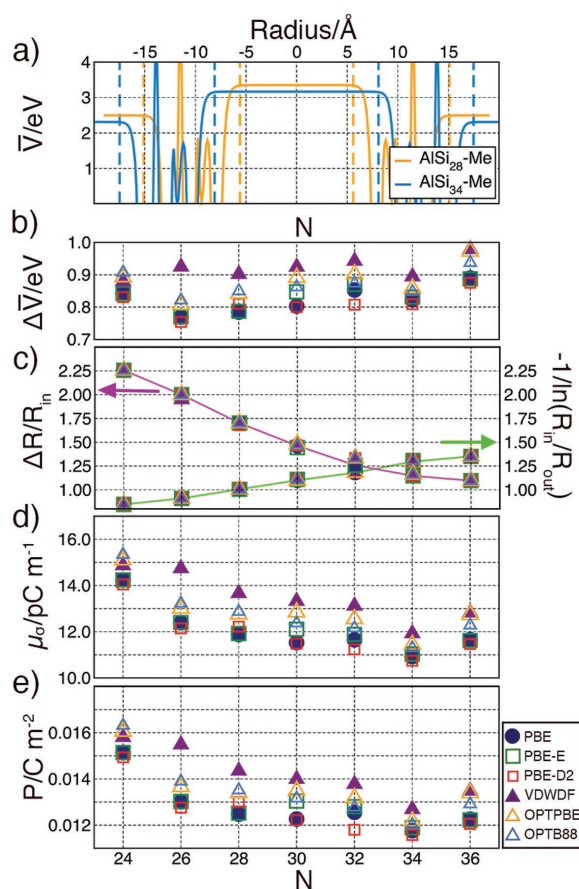 a)
Radius/Å
-15 -10 -5 0 5 10 15
V̅/eV
4
3
2
1
AlSi28-Me
AlSi34-Me
N
b)
ΔV̅/eV
1.0
0.9
0.8
0.7
c)
ΔR/Rin
2.25
2.00
1.75
1.50
1.25
1.00
2.25
2.00
1.75
1.50
1.25
1.00
-1/ln(Rin/Rout)
d)
μo/pC m-1
16.0
14.0
12.0
10.0
e)
P/C m-2
0.016
0.014
0.012
24 26 28 30 32 34 36
N
PBE
PBE-E
PBE-D2
VDWDF
OPTPBE
OPTB88